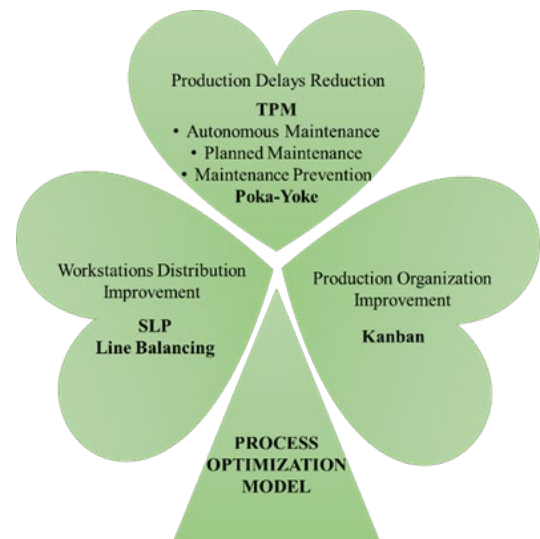 Production Delays Reduction
TPM
• Autonomous Maintenance
• Planned Maintenance
• Maintenance Prevention
Poka-Yoke
Workstations Distribution
Improvement
SLP
Line Balancing
Production Organization
Improvement
Kanban
PROCESS
OPTIMIZATION
MODEL